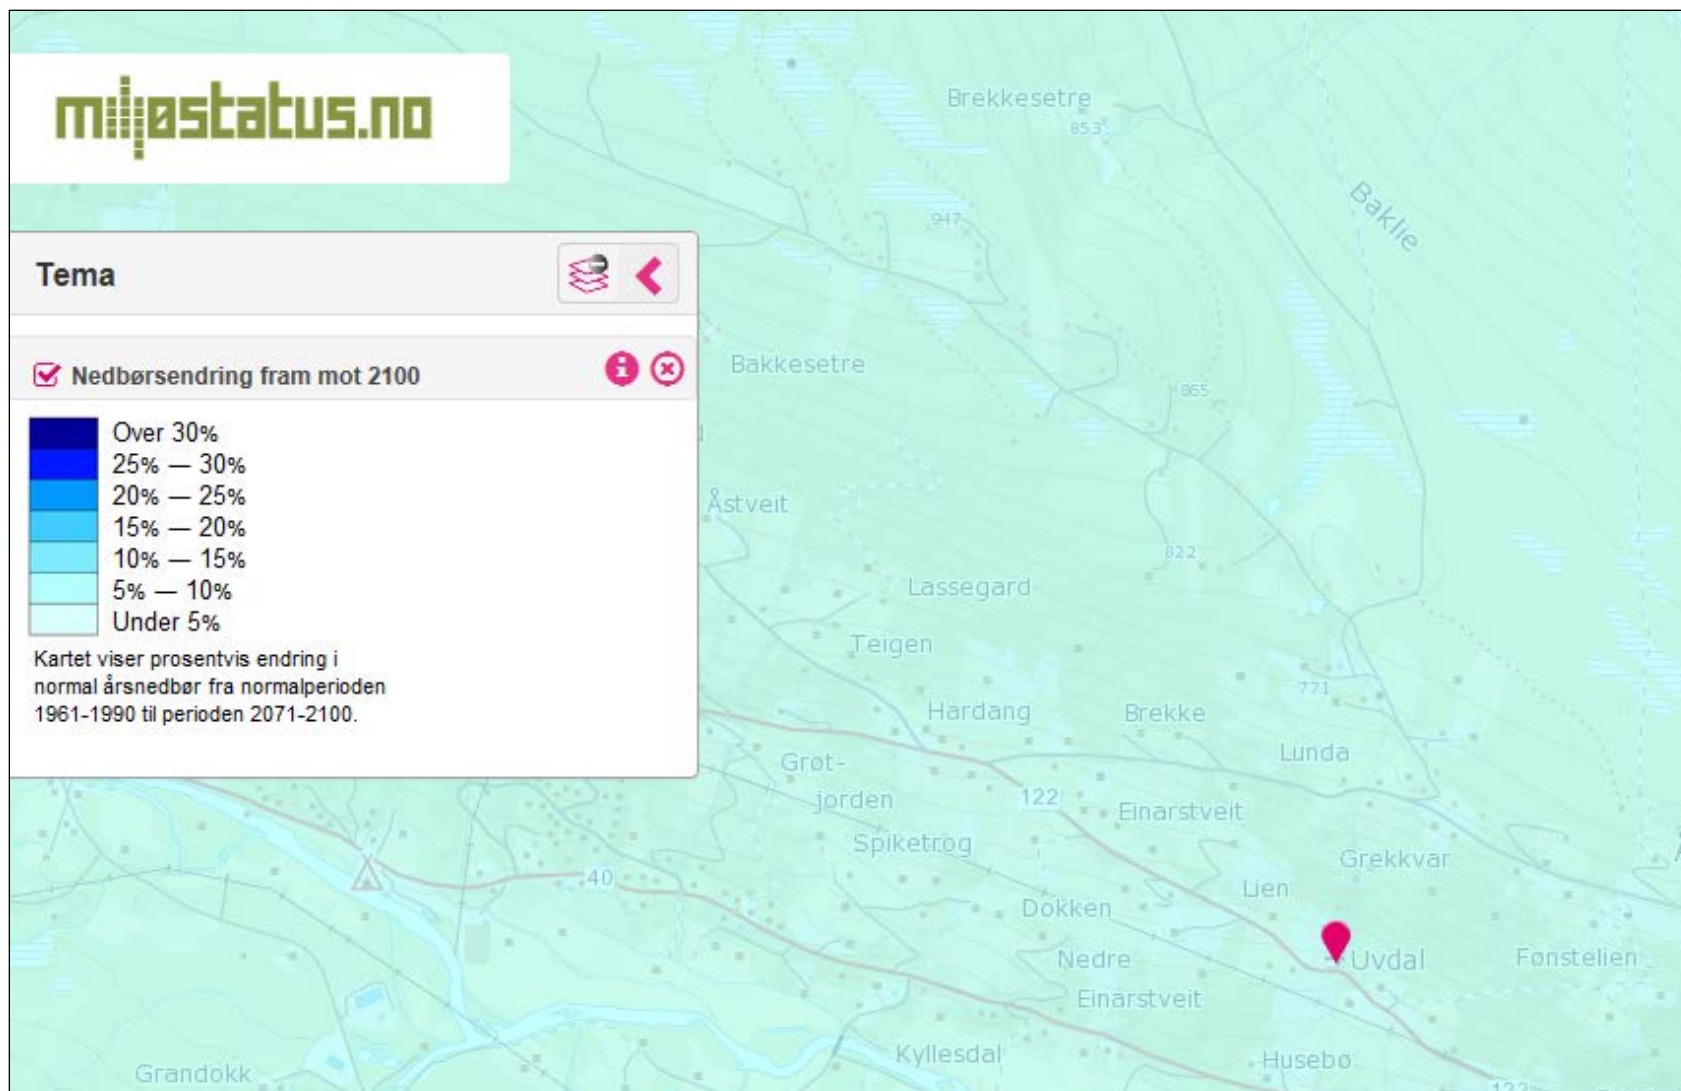 miljøstatus.no
Brekkesetre
853
Baklie
947
Tema
Nedbørsendring fram mot 2100
Bakkesetre
865
Over 30%
25% — 30%
20% — 25%
15% — 20%
10% — 15%
5% — 10%
Under 5%
Kartet viser prosentvis endring i
normal årsnedbør fra normalperioden
1961-1990 til perioden 2071-2100.
Åstveit
822
Lassegard
Teigen
771
Hardang
Brekke
Lunda
Grøt-
jorden
122
Einarstveit
Spiketrog
Grekkvar
40
Lien
Dokken
Nedre
Einarstveit
Uvdal
Fønstelien
Kyllesdal
Husebø
Grandokk
122